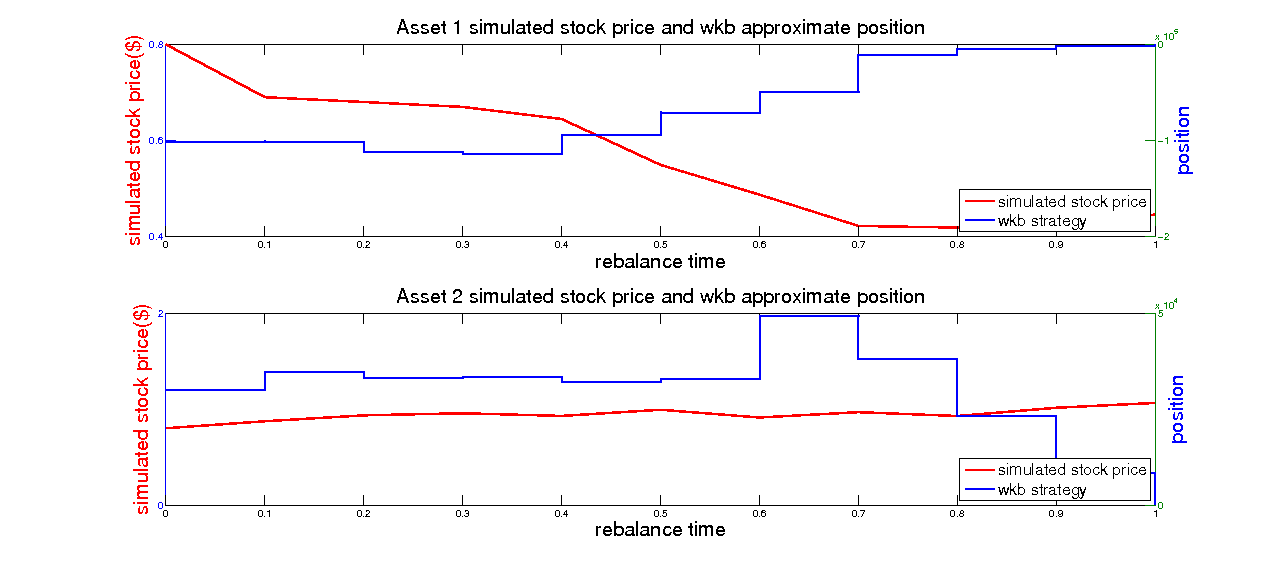 Asset 1 simulated stock price and wkb approximate position
x 10^5
0.8
0.6
0.4
simulated stock price($)
0
-1
-2
position
simulated stock price
wkb strategy
0 0.1 0.2 0.3 0.4 0.5 0.6 0.7 0.8 0.9 1
rebalance time
Asset 2 simulated stock price and wkb approximate position
x 10^4
2
0
simulated stock price($)
5
0
position
simulated stock price
wkb strategy
0 0.1 0.2 0.3 0.4 0.5 0.6 0.7 0.8 0.9 1
rebalance time